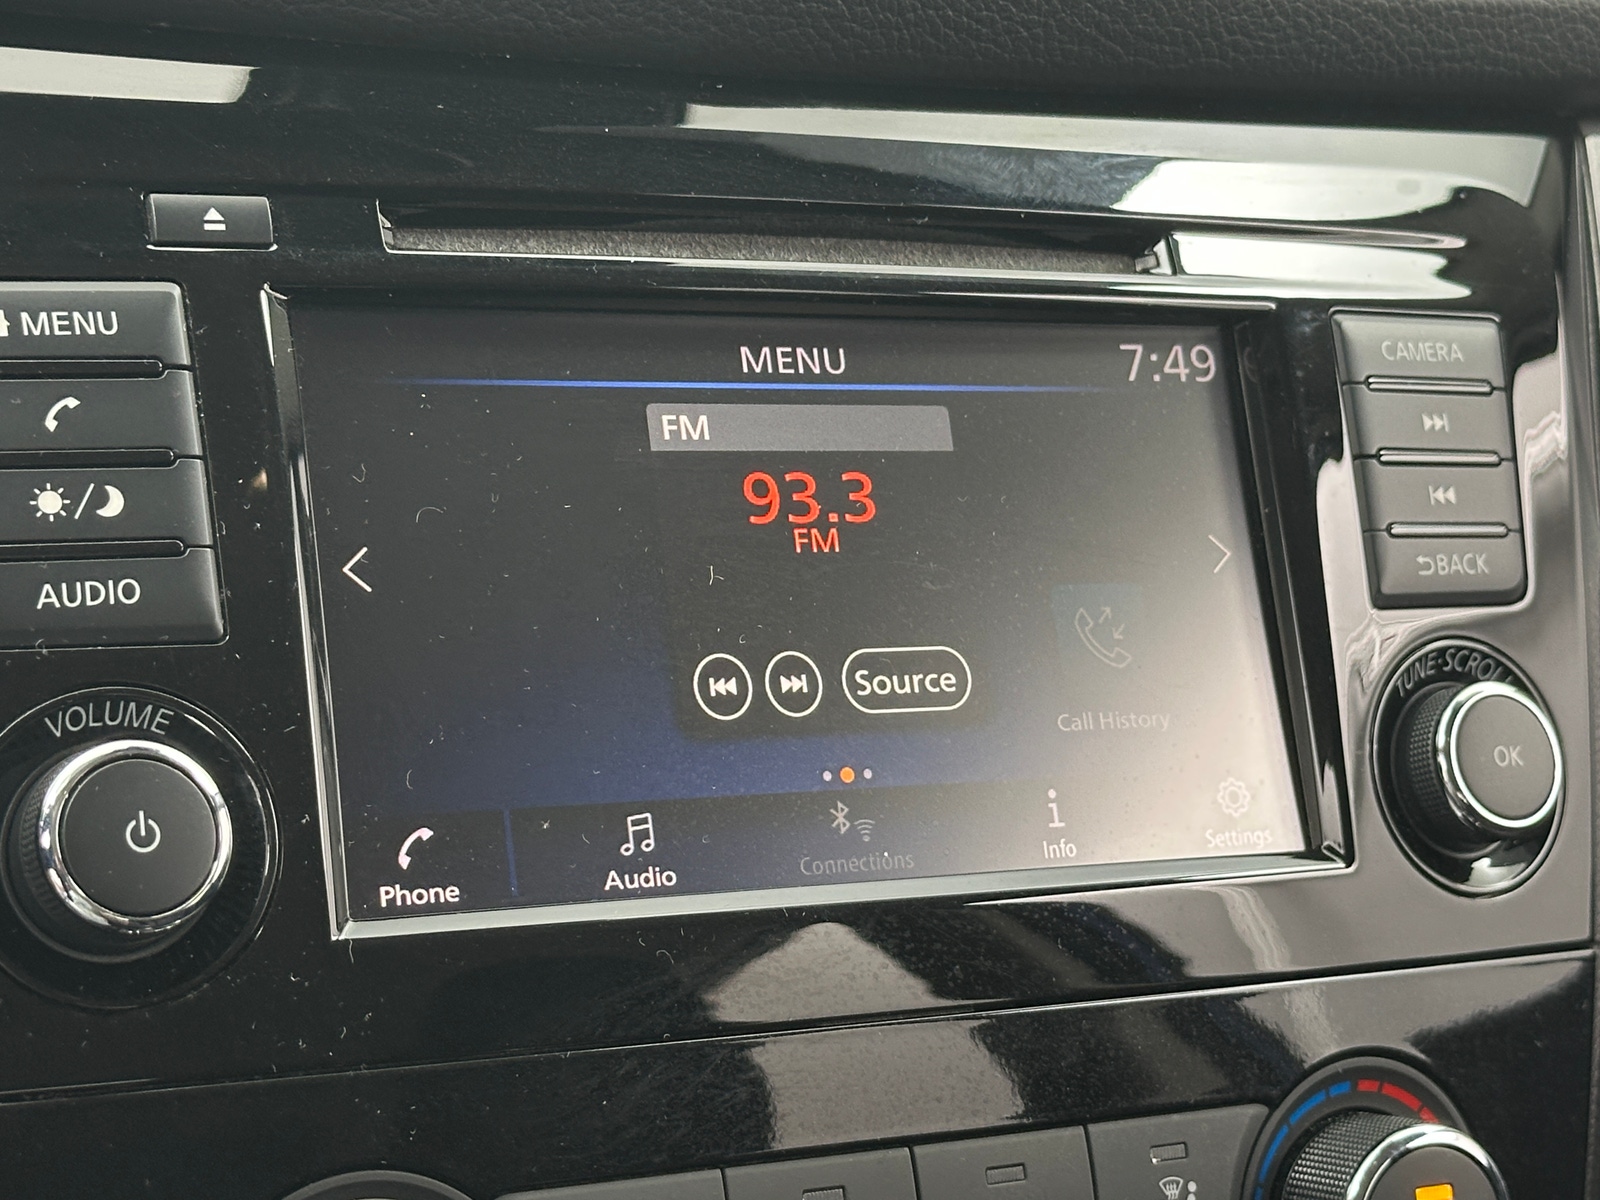 MENU
AUDIO
VOLUME
MENU
7:49
FM
93.3
FM
Source
Call History
Phone
Audio
Connections
Info
Settings
CAMERA
BACK
TUNE·SCROLL
OK